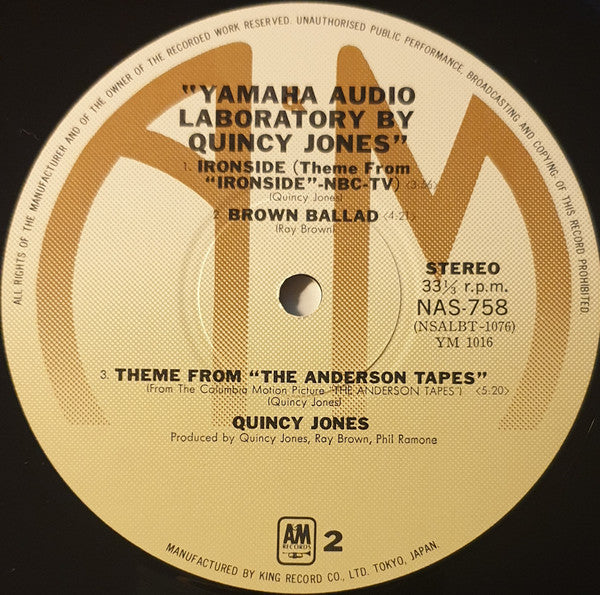 ALL RIGHTS OF THE MANUFACTURER AND OF THE OWNER OF THE RECORDED WORK RESERVED. UNAUTHORISED PUBLIC PERFORMANCE, BROADCASTING AND COPYING OF THIS RECORD PROHIBITED.
"YAMAHA AUDIO
LABORATORY BY
QUINCY JONES"
1. IRONSIDE (Theme From
"IRONSIDE"-NBC-TV) <3:56>
(Quincy Jones)
2. BROWN BALLAD <4:21>
(Ray Brown)
STEREO
33⅓ r.p.m.
NAS-758
(NSALBT-1076)
YM 1016
3. THEME FROM "THE ANDERSON TAPES"
(From The Columbia Motion Picture "THE ANDERSON TAPES") <5:20>
(Quincy Jones)
QUINCY JONES
Produced by Quincy Jones, Ray Brown, Phil Ramone
A&M
RECORDS
2
MANUFACTURED BY KING RECORD CO., LTD. TOKYO, JAPAN.